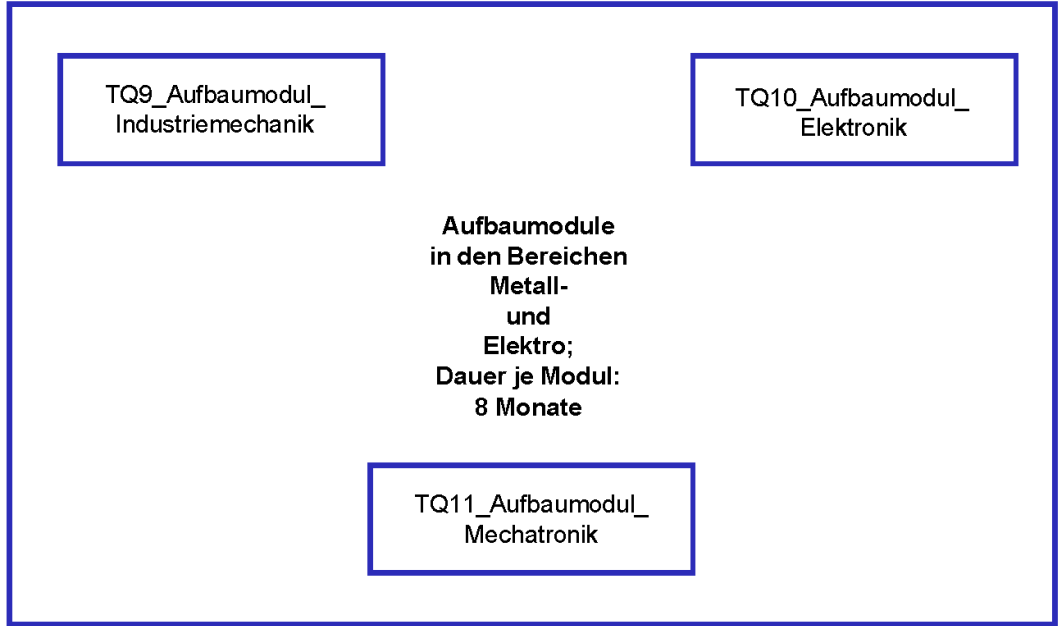 TQ9_Aufbaumodul_
Industriemechanik
TQ10_Aufbaumodul_
Elektronik
Aufbaumodule
in den Bereichen
Metall-
und
Elektro;
Dauer je Modul:
8 Monate
TQ11_Aufbaumodul_
Mechatronik